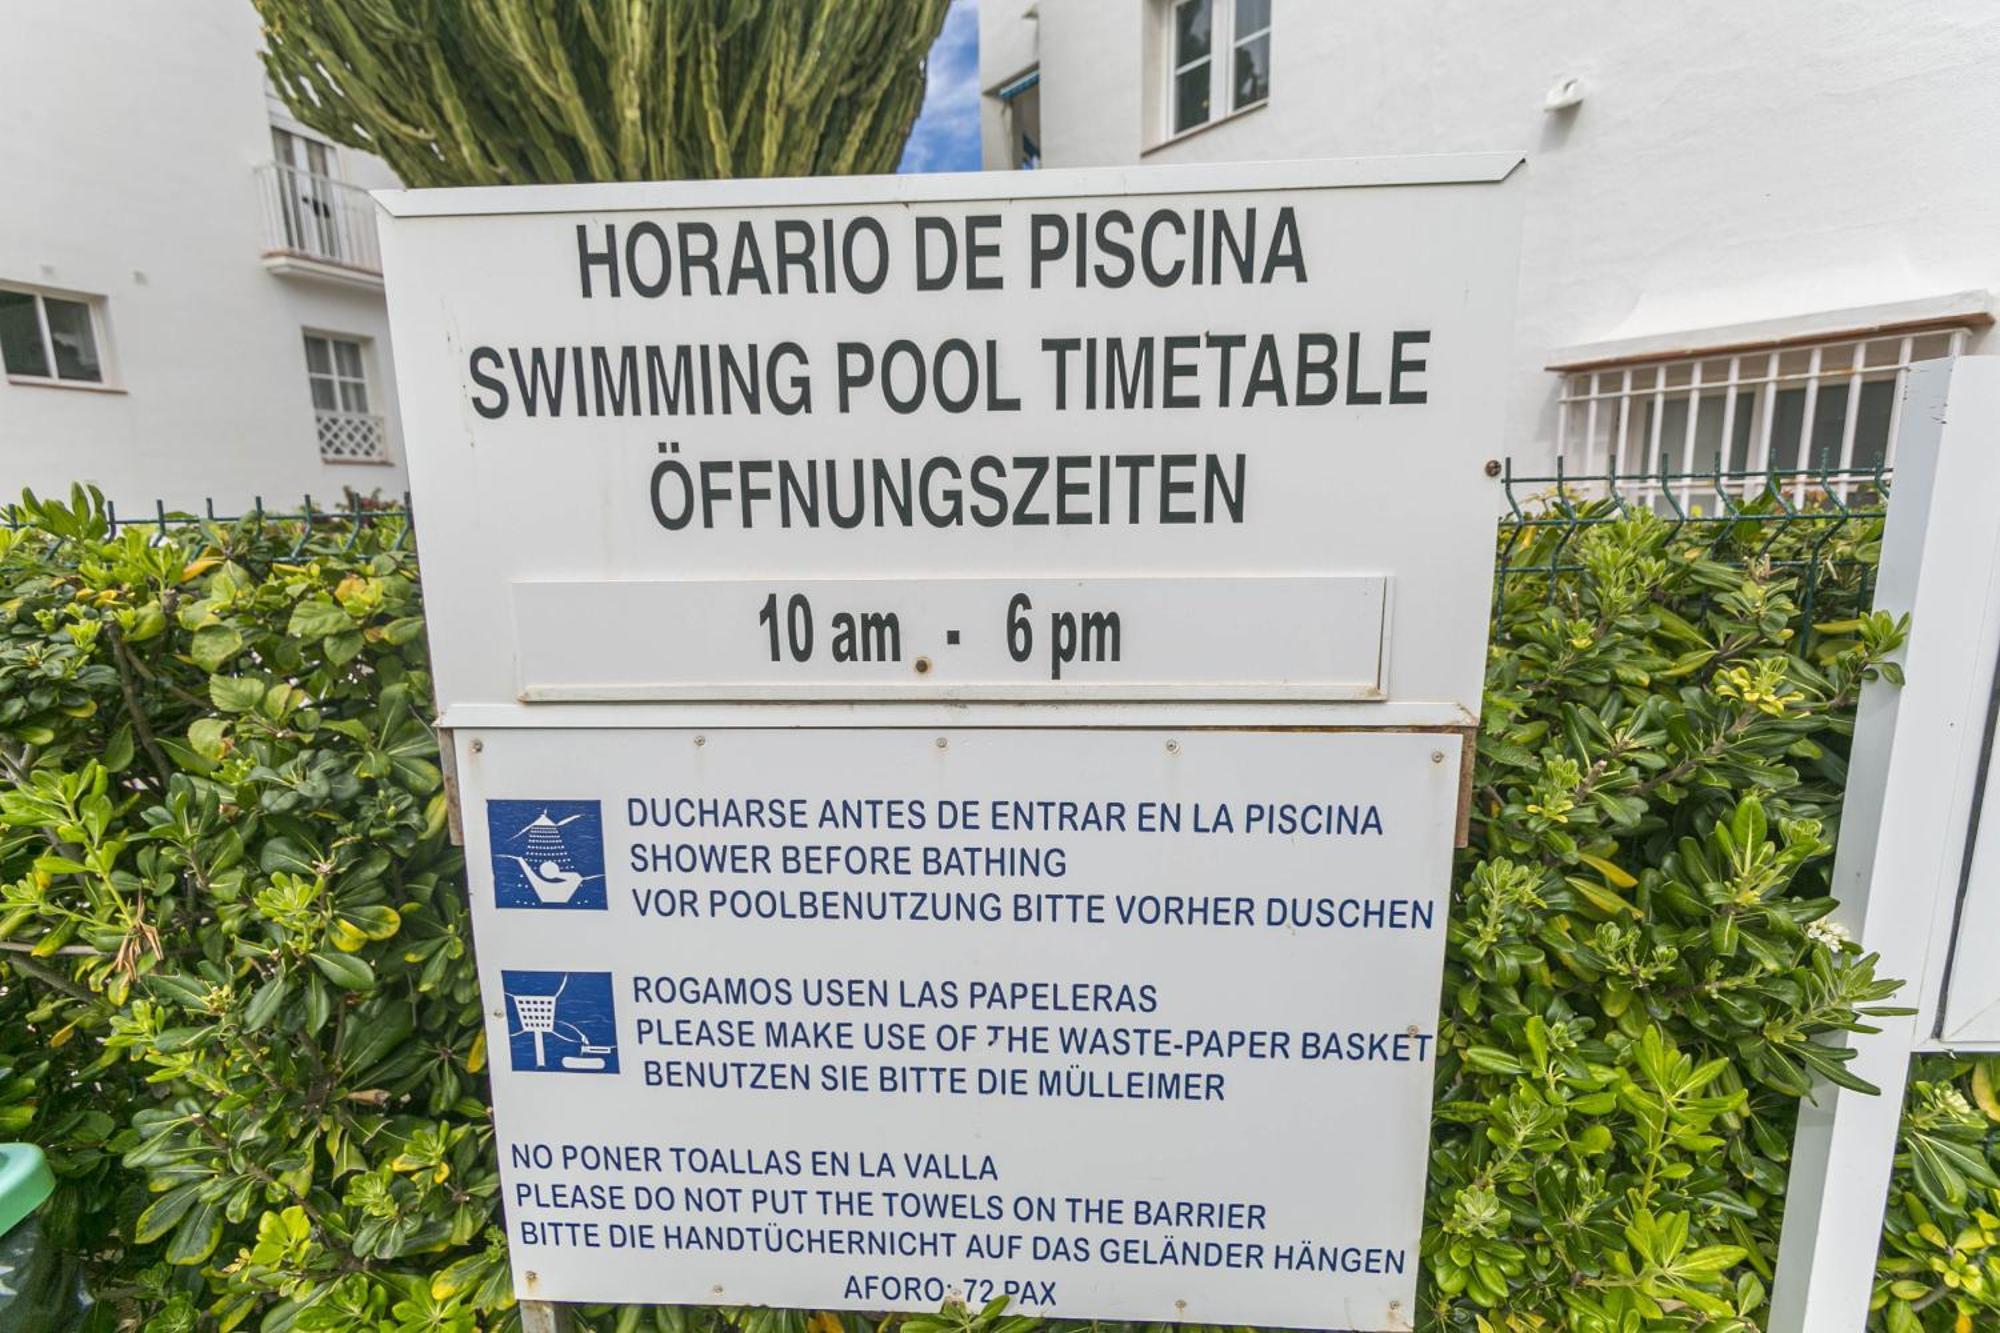 HORARIO DE PISCINA
SWIMMING POOL TIMETABLE
ÖFFNUNGSZEITEN
10 am - 6 pm
DUCHARSE ANTES DE ENTRAR EN LA PISCINA
SHOWER BEFORE BATHING
VOR POOLBENUTZUNG BITTE VORHER DUSCHEN
ROGAMOS USEN LAS PAPELERAS
PLEASE MAKE USE OF THE WASTE-PAPER BASKET
BENUTZEN SIE BITTE DIE MÜLLEIMER
NO PONER TOALLAS EN LA VALLA
PLEASE DO NOT PUT THE TOWELS ON THE BARRIER
BITTE DIE HANDTÜCHERNICHT AUF DAS GELÄNDER HÄNGEN
AFORO: 72 PAX